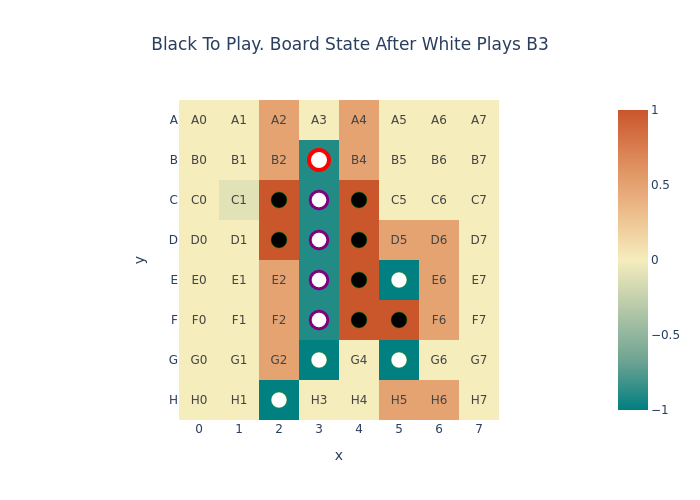 Black To Play. Board State After White Plays B3
A A0 A1 A2 A3 A4 A5 A6 A7
B B0 B1 B2 B4 B5 B6 B7
C C0 C1 C5 C6 C7
D D0 D1 D5 D6 D7
E E0 E1 E2 E6 E7
F F0 F1 F2 F6 F7
G G0 G1 G2 G4 G6 G7
H H0 H1 H3 H4 H5 H6 H7
0 1 2 3 4 5 6 7
x
y
1
0.5
0
−0.5
−1